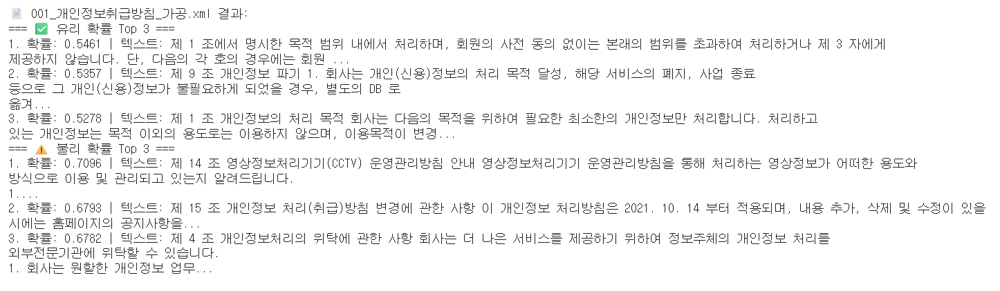 📄 001_개인정보취급방침_가공.xml 결과:
=== ✅ 유리 확률 Top 3 ===
1. 확률: 0.5461 | 텍스트: 제 1 조에서 명시한 목적 범위 내에서 처리하며, 회원의 사전 동의 없이는 본래의 범위를 초과하여 처리하거나 제 3 자에게
제공하지 않습니다. 단, 다음의 각 호의 경우에는 회원 ...
2. 확률: 0.5357 | 텍스트: 제 9 조 개인정보 파기 1. 회사는 개인(신용)정보의 처리 목적 달성, 해당 서비스의 폐지, 사업 종료
등으로 그 개인(신용)정보가 불필요하게 되었을 경우, 별도의 DB 로
옮겨...
3. 확률: 0.5278 | 텍스트: 제 1 조 개인정보의 처리 목적 회사는 다음의 목적을 위하여 필요한 최소한의 개인정보만 처리합니다. 처리하고
있는 개인정보는 목적 이외의 용도로는 이용하지 않으며, 이용목적이 변경...
=== ⚠️ 불리 확률 Top 3 ===
1. 확률: 0.7096 | 텍스트: 제 14 조 영상정보처리기기(CCTV) 운영관리방침 안내 영상정보처리기기 운영관리방침을 통해 처리하는 영상정보가 어떠한 용도와
방식으로 이용 및 관리되고 있는지 알려드립니다.
1....
2. 확률: 0.6793 | 텍스트: 제 15 조 개인정보 처리(취급)방침 변경에 관한 사항 이 개인정보 처리방침은 2021. 10. 14 부터 적용되며, 내용 추가, 삭제 및 수정이 있을
시에는 홈페이지의 공지사항을...
3. 확률: 0.6782 | 텍스트: 제 4 조 개인정보처리의 위탁에 관한 사항 회사는 더 나은 서비스를 제공하기 위하여 정보주체의 개인정보 처리를
외부전문기관에 위탁할 수 있습니다.
1. 회사는 원할한 개인정보 업무...